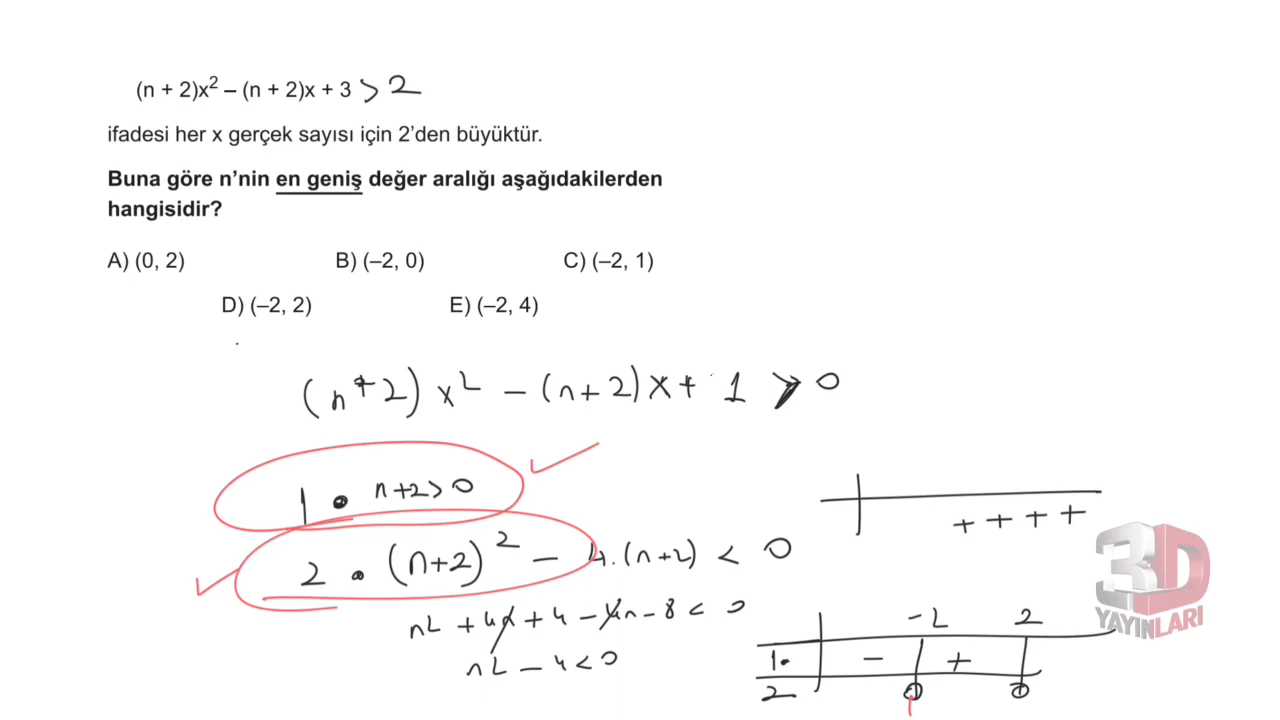 (n + 2)x² – (n + 2)x + 3 > 2
ifadesi her x gerçek sayısı için 2'den büyüktür.
Buna göre n'nin en geniş değer aralığı aşağıdakilerden
hangisidir?
A) (0, 2) B) (–2, 0) C) (–2, 1)
D) (–2, 2) E) (–2, 4)
(n+2) x² – (n+2) x + 1 > 0
1. n+2 > 0
+ + + +
2. (n+2)² – 4.(n+2) < 0
n² + 4n + 4 – 4n – 8 < 0
n² – 4 < 0
-2 2
1. – +
2
3D
YAYINLARI